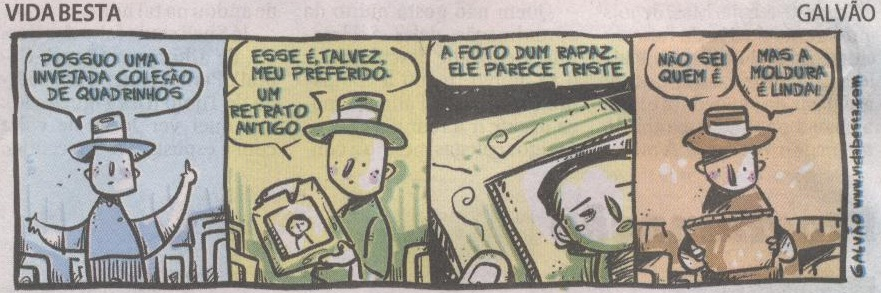 VIDA BESTA
GALVÃO
POSSUO UMA
INVEJADA COLEÇÃO
DE QUADRINHOS
ESSE É, TALVEZ,
MEU PREFERIDO.
UM
RETRATO
ANTIGO
A FOTO DUM RAPAZ.
ELE PARECE TRISTE
NÃO SEI
QUEM É
MAS A
MOLDURA
É LINDA!
GALVÃO www.vidabesta.com